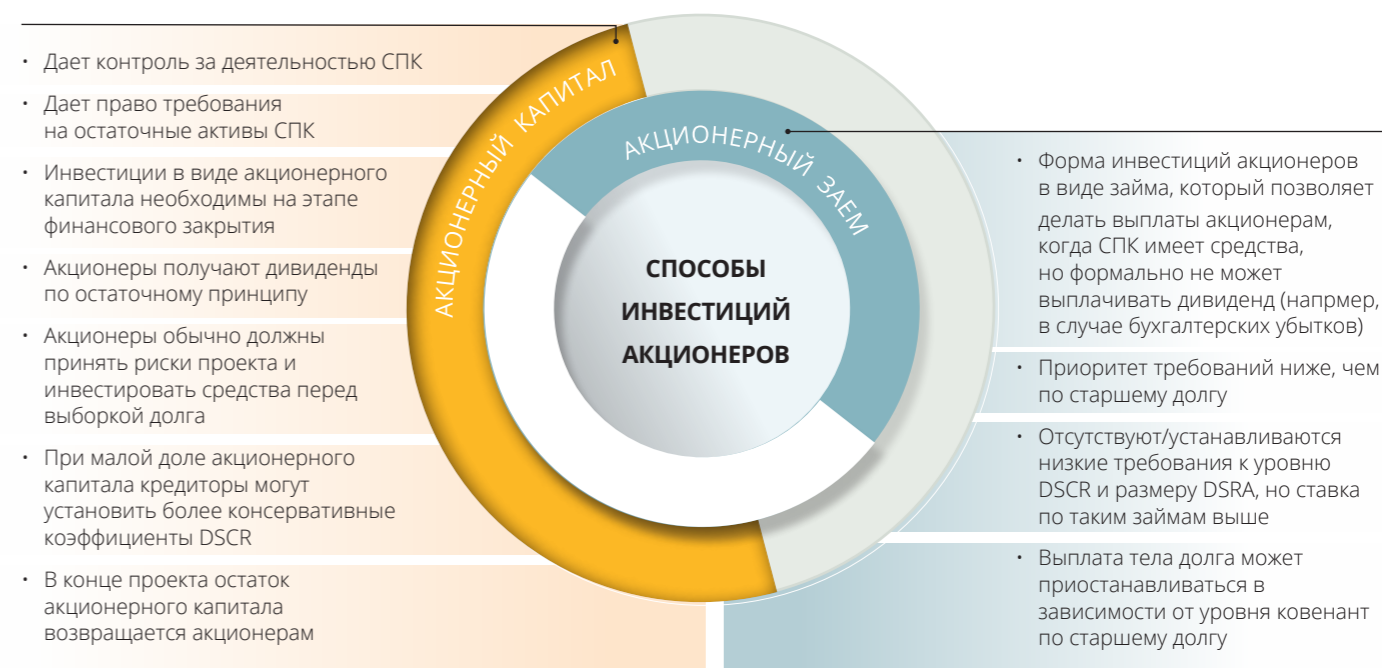 • Дает контроль за деятельностью СПК
• Дает право требования
на остаточные активы СПК
• Инвестиции в виде акционерного
капитала необходимы на этапе
финансового закрытия
• Акционеры получают дивиденды
по остаточному принципу
• Акционеры обычно должны
принять риски проекта и
инвестировать средства перед
выборкой долга
• При малой доле акционерного
капитала кредиторы могут
установить более консервативные
коэффициенты DSCR
• В конце проекта остаток
акционерного капитала
возвращается акционерам
АКЦИОНЕРНЫЙ КАПИТАЛ
АКЦИОНЕРНЫЙ ЗАЕМ
СПОСОБЫ
ИНВЕСТИЦИЙ
АКЦИОНЕРОВ
• Форма инвестиций акционеров
в виде займа, который позволяет
делать выплаты акционерам,
когда СПК имеет средства,
но формально не может
выплачивать дивиденд (напрмер,
в случае бухгалтерских убытков)
• Приоритет требований ниже, чем
по старшему долгу
• Отсутствуют/устанавливаются
низкие требования к уровню
DSCR и размеру DSRA, но ставка
по таким займам выше
• Выплата тела долга может
приостанавливаться в
зависимости от уровня ковенант
по старшему долгу